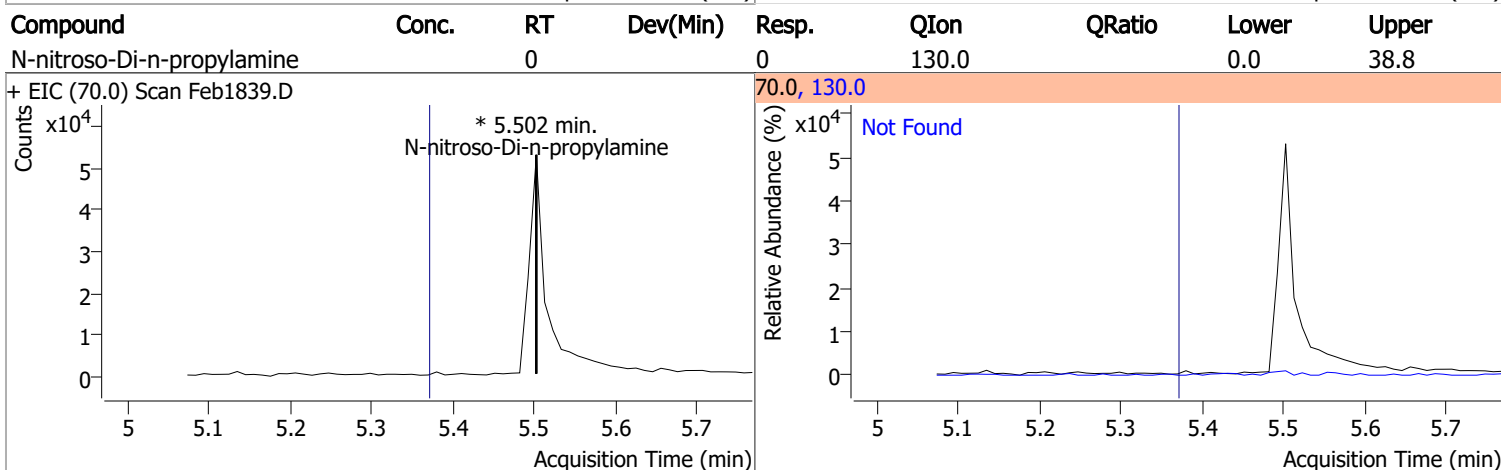 Compound Conc. RT Dev(Min) Resp. QIon QRatio Lower Upper
N-nitroso-Di-n-propylamine 0 0 130.0 0.0 38.8
+ EIC (70.0) Scan Feb1839.D
Counts
x10⁴
5
4
3
2
1
0
* 5.502 min.
N-nitroso-Di-n-propylamine
5 5.1 5.2 5.3 5.4 5.5 5.6 5.7
Acquisition Time (min)
70.0, 130.0
Relative Abundance (%)
x10⁴
5
4
3
2
1
0
Not Found
5 5.1 5.2 5.3 5.4 5.5 5.6 5.7
Acquisition Time (min)